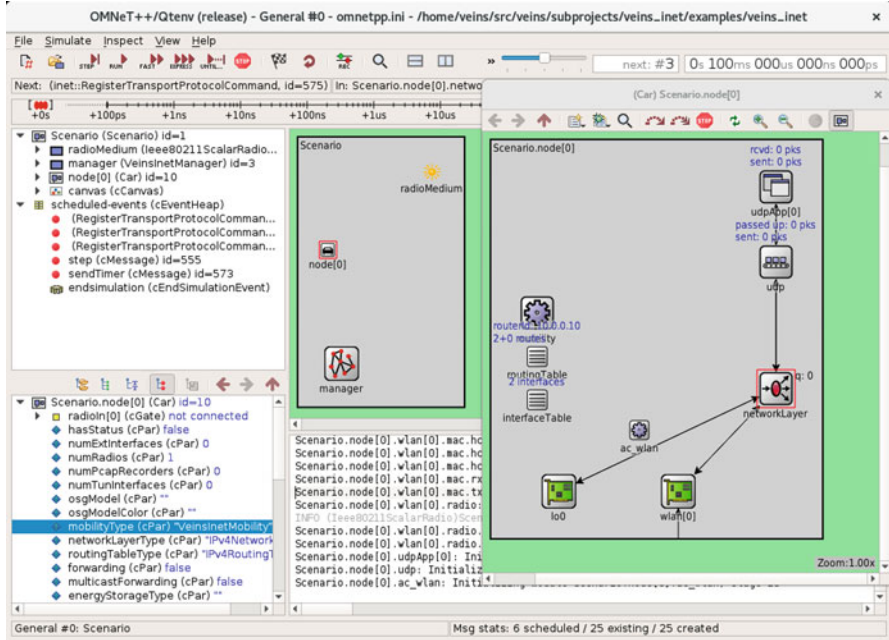 OMNeT++/Qtenv (release) - General #0 - omnetpp.ini - /home/veins/src/veins/subprojects/veins_inet/examples/veins_inet
File Simulate Inspect View Help
STEP RUN FAST EXPRESS UNTIL... STOP REC
next: #3 0s 100ms 000us 000ns 000ps
Next: (inet::RegisterTransportProtocolCommand, id=575) In: Scenario.node[0].netwo
+0s +100ps +1ns +10ns +100ns +1us +10us
Scenario (Scenario) id=1
radioMedium (Ieee80211ScalarRadio...
manager (VeinsInetManager) id=3
node[0] (Car) id=10
canvas (cCanvas)
scheduled-events (cEventHeap)
(RegisterTransportProtocolComman...
(RegisterTransportProtocolComman...
(RegisterTransportProtocolComman...
step (cMessage) id=555
sendTimer (cMessage) id=573
endsimulation (cEndSimulationEvent)
Scenario.node[0] (Car) id=10
radioIn[0] (cGate) not connected
hasStatus (cPar) false
numExtInterfaces (cPar) 0
numRadios (cPar) 1
numPcapRecorders (cPar) 0
numTunInterfaces (cPar) 0
osgModel (cPar) ""
osgModelColor (cPar) ""
mobilityType (cPar) "VeinsInetMobility"
networkLayerType (cPar) "IPv4Network
routingTableType (cPar) "IPv4RoutingT
forwarding (cPar) false
multicastForwarding (cPar) false
energyStorageType (cPar) ""
Scenario
radioMedium
node[0]
manager
Scenario.node[0].wlan[0].mac.hc
Scenario.node[0].wlan[0].mac.hc
Scenario.node[0].wlan[0].mac.hc
Scenario.node[0].wlan[0].mac.rx
Scenario.node[0].wlan[0].mac.tx
Scenario.node[0].wlan[0].radio:
INFO (Ieee80211ScalarRadio)Scen
Scenario.node[0].wlan[0].radio.
Scenario.node[0].wlan[0].radio.
Scenario.node[0].udpApp[0]: Ini
Scenario.node[0].udp: Initializ
(Car) Scenario.node[0]
STOP
Scenario.node[0]
rcvd: 0 pks
sent: 0 pks
udpApp[0]
passed up: 0 pks
sent: 0 pks
udp
2+0 routes
routingTable
2 interfaces
interfaceTable
q: 0
networkLayer
ac_wlan
lo0
wlan[0]
Zoom:1.00x
General #0: Scenario
Msg stats: 6 scheduled / 25 existing / 25 created